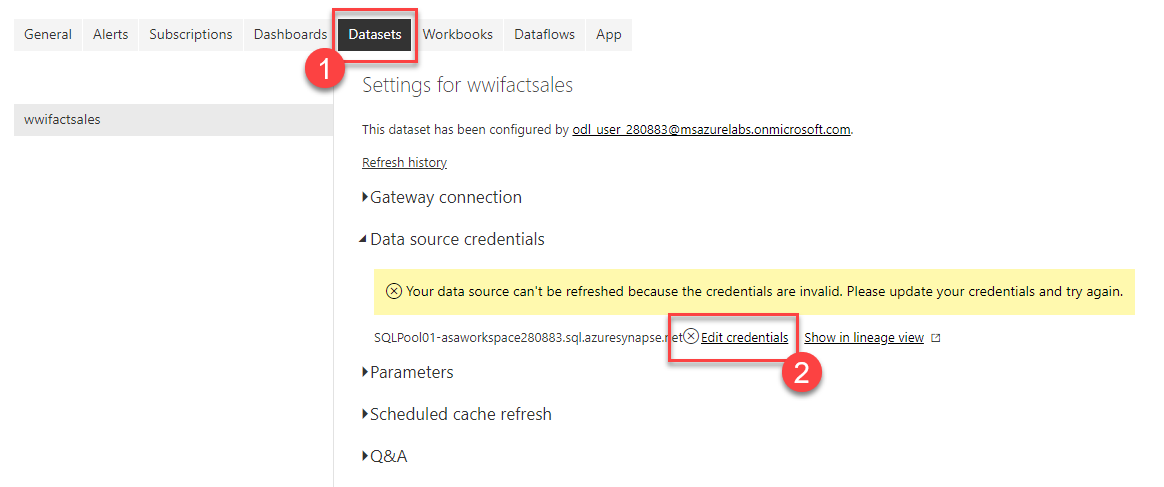 General Alerts Subscriptions Dashboards Datasets Workbooks Dataflows App
1
Settings for wwifactsales
wwifactsales
This dataset has been configured by odl_user_280883@msazurelabs.onmicrosoft.com.
Refresh history
Gateway connection
Data source credentials
Your data source can't be refreshed because the credentials are invalid. Please update your credentials and try again.
SQLPool01-asaworkspace280883.sql.azuresynapse.net Edit credentials Show in lineage view
2
Parameters
Scheduled cache refresh
Q&A